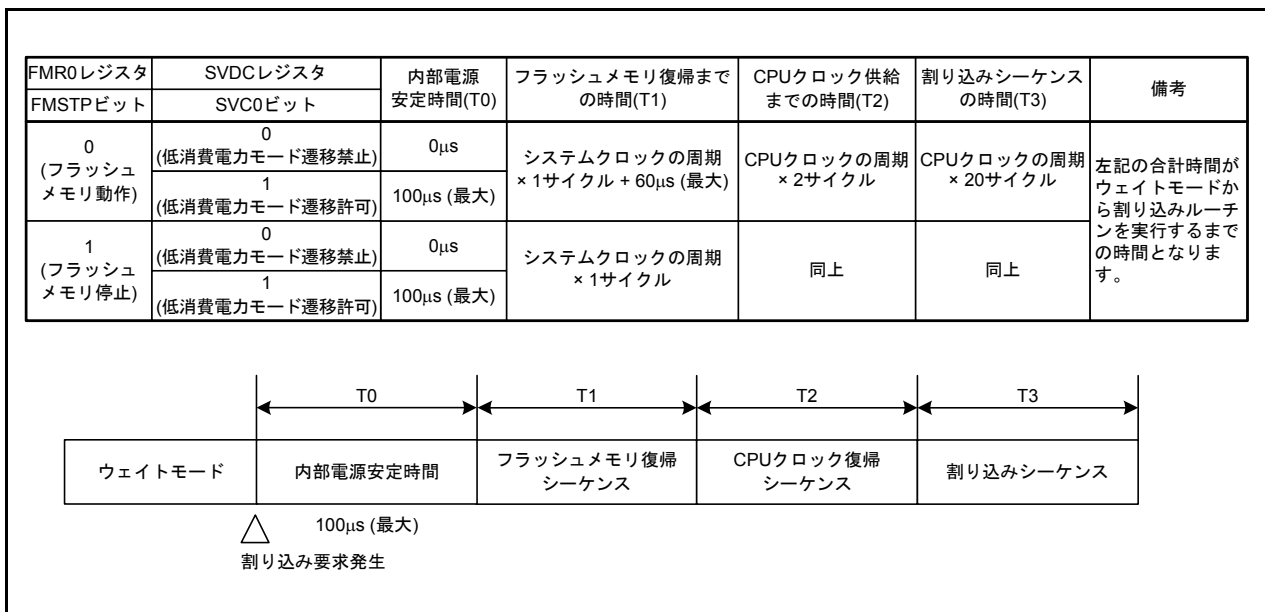 FMR0レジスタ
FMSTPビット
SVDCレジスタ
SVC0ビット
内部電源
安定時間(T0)
フラッシュメモリ復帰まで
の時間(T1)
CPUクロック供給
までの時間(T2)
割り込みシーケンス
の時間(T3)
備考
0
(フラッシュ
メモリ動作)
0
(低消費電力モード遷移禁止)
0μs
1
(低消費電力モード遷移許可)
100μs (最大)
システムクロックの周期
× 1サイクル + 60μs (最大)
CPUクロックの周期
× 2サイクル
CPUクロックの周期
× 20サイクル
左記の合計時間が
ウェイトモードか
ら割り込みルーチ
ンを実行するまで
の時間となりま
す。
1
(フラッシュ
メモリ停止)
0
(低消費電力モード遷移禁止)
0μs
1
(低消費電力モード遷移許可)
100μs (最大)
システムクロックの周期
× 1サイクル
同上
同上
T0
T1
T2
T3
ウェイトモード
内部電源安定時間
フラッシュメモリ復帰
シーケンス
CPUクロック復帰
シーケンス
割り込みシーケンス
100μs (最大)
割り込み要求発生